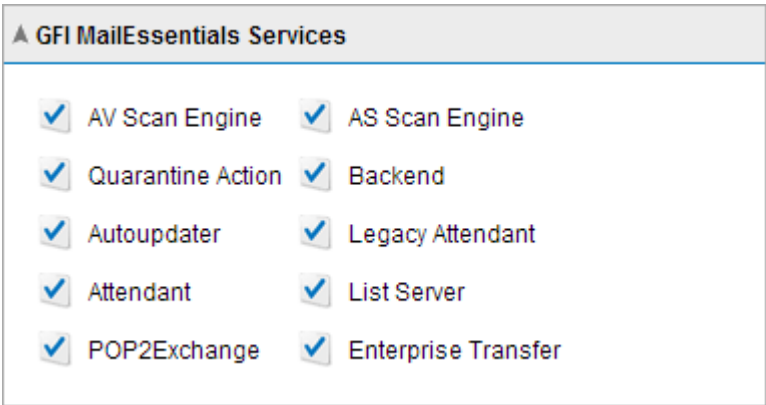 GFI MailEssentials Services
AV Scan Engine AS Scan Engine
Quarantine Action Backend
Autoupdater Legacy Attendant
Attendant List Server
POP2Exchange Enterprise Transfer